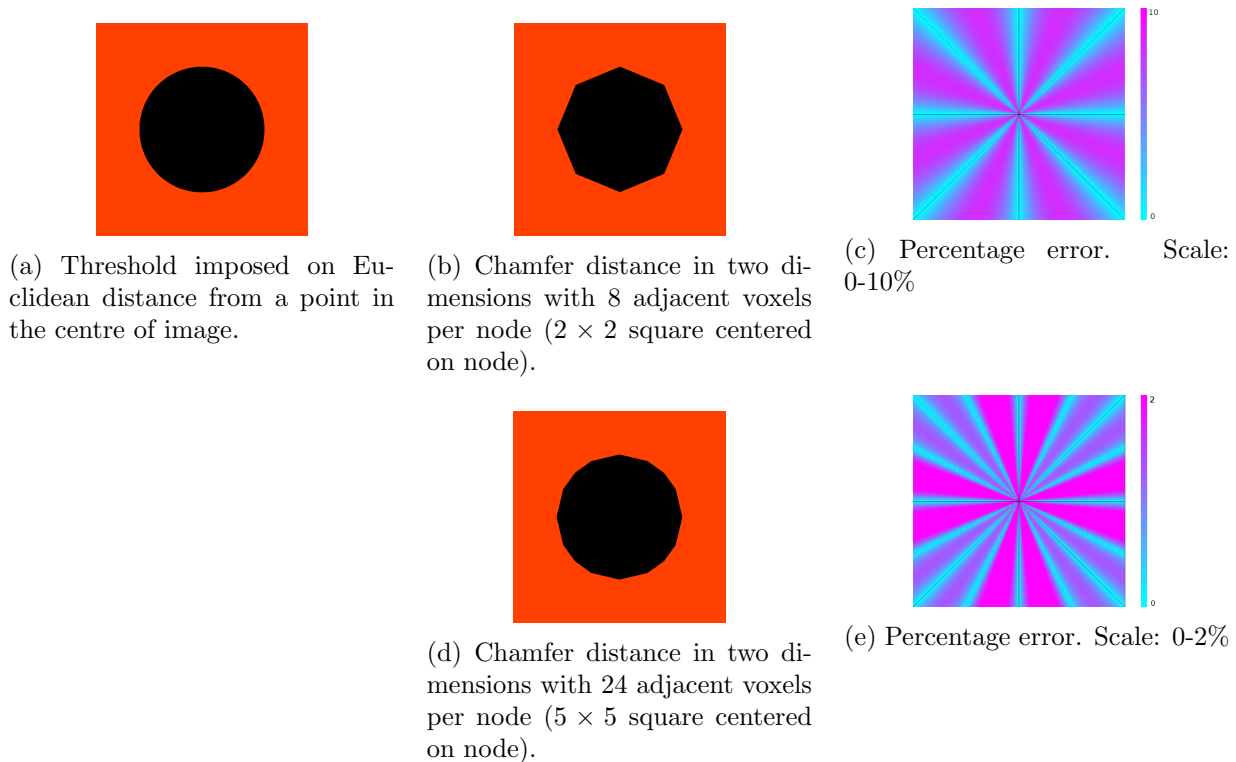 10
0
(a) Threshold imposed on Eu-
clidean distance from a point in
the centre of image.
(b) Chamfer distance in two di-
mensions with 8 adjacent voxels
per node (2 × 2 square centered
on node).
(c) Percentage error. Scale:
0-10%
2
0
(d) Chamfer distance in two di-
mensions with 24 adjacent voxels
per node (5 × 5 square centered
on node).
(e) Percentage error. Scale: 0-2%